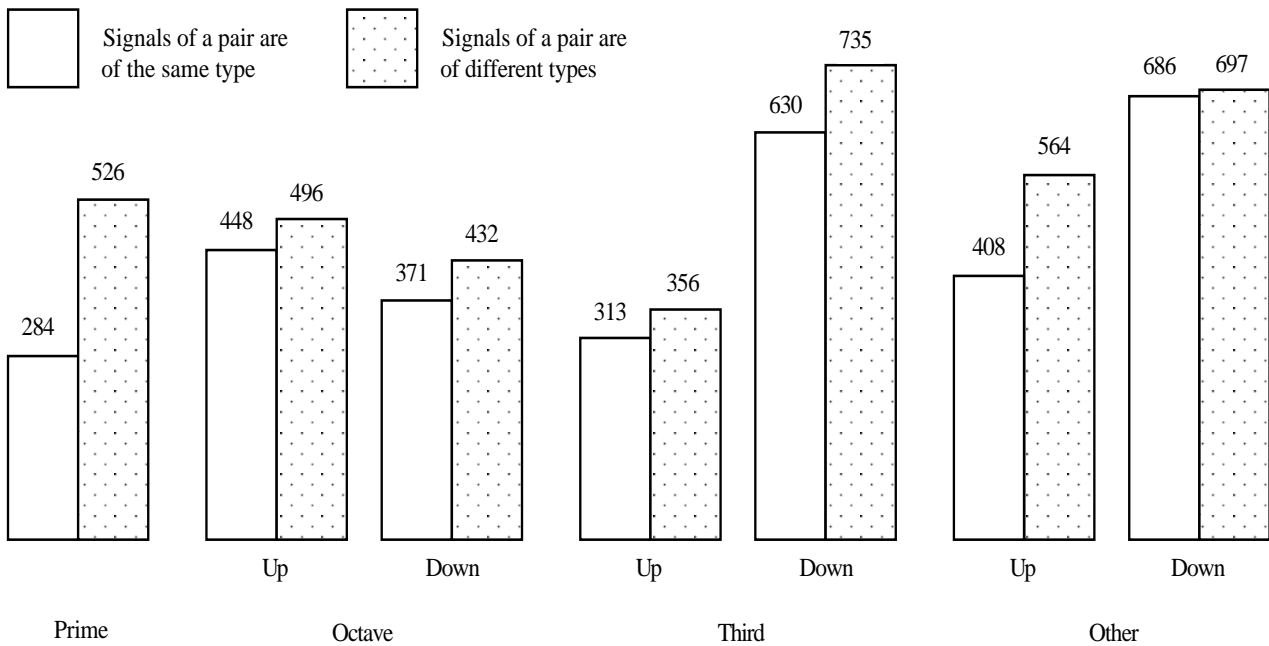 Signals of a pair are
of the same type
Signals of a pair are
of different types
284
526
448
496
371
432
313
356
630
735
408
564
686
697
Up
Down
Up
Down
Up
Down
Prime
Octave
Third
Other